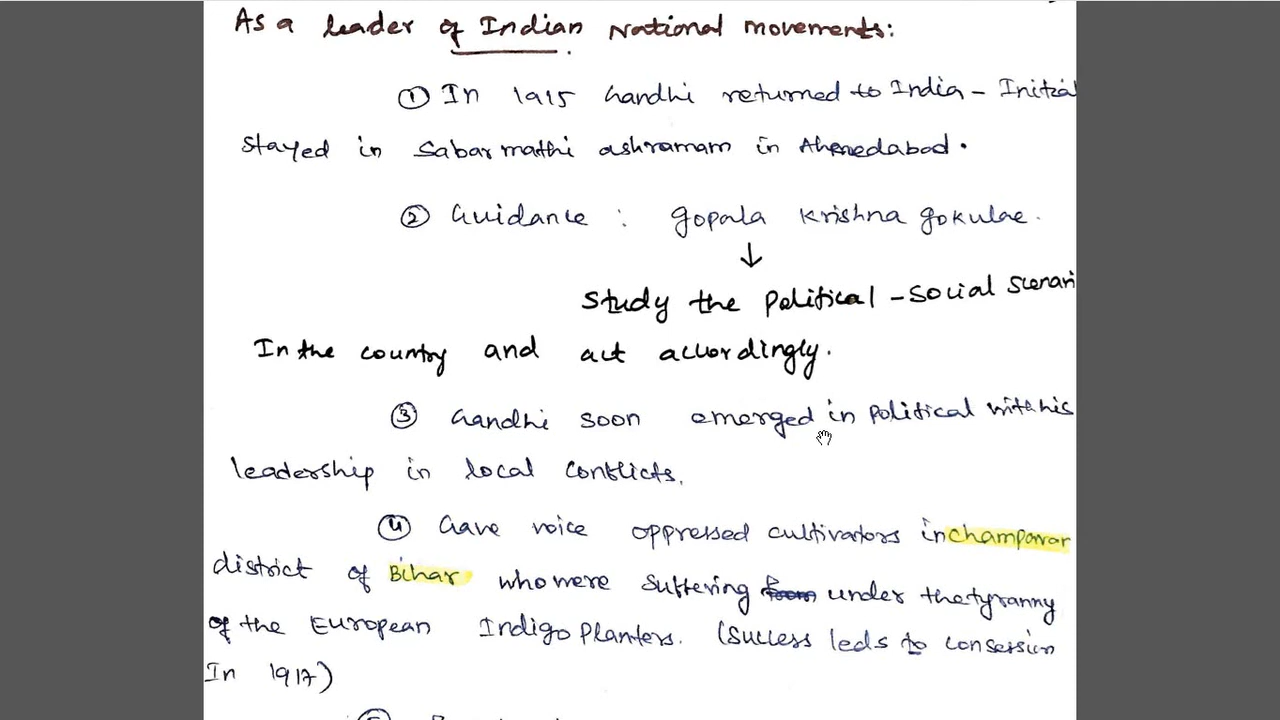 As a leader of Indian National movements:
① In 1915 Gandhi returned to India - Initial
stayed in Sabarmathi ashramam in Ahmedabad.
② Guidance : Gopala Krishna Gokulae.
↓
Study the Political - Social Scenari
In the country and act accordingly.
③ Gandhi soon emerged in political with his
leadership in local conflicts.
④ Gave voice oppressed cultivators in champarar
district of Bihar who were suffering under the tyranny
of the European Indigo Planters. (Success leds to consession
In 1917)